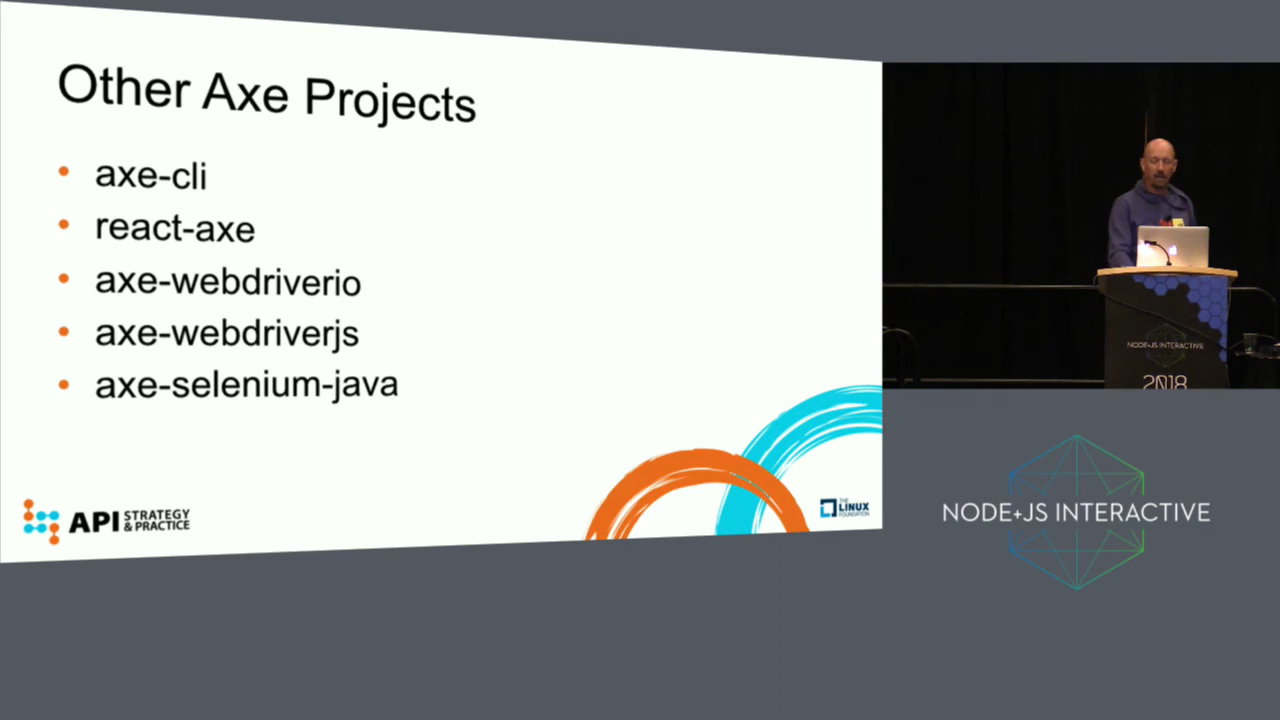 Other Axe Projects
• axe-cli
• react-axe
• axe-webdriverio
• axe-webdriverjs
• axe-selenium-java
API STRATEGY & PRACTICE
THE LINUX FOUNDATION
NODE+JS INTERACTIVE
2018
NODE+JS INTERACTIVE